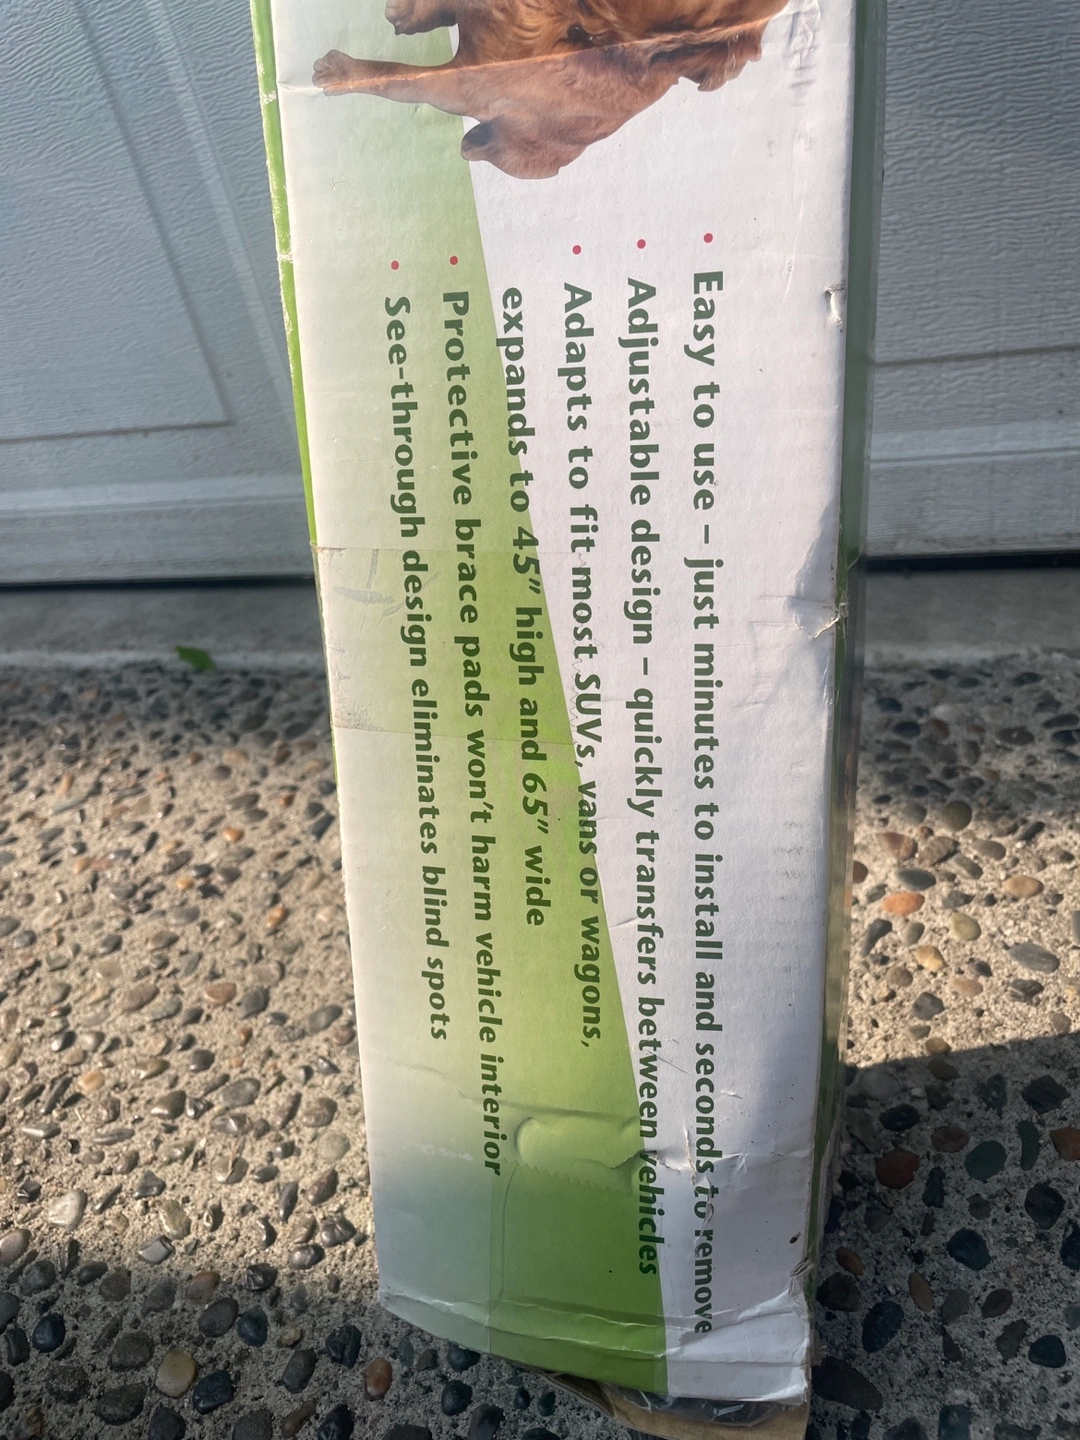 • Easy to use – just minutes to install and seconds to remove
• Adjustable design – quickly transfers between vehicles
• Adapts to fit most SUVs, vans or wagons,
expands to 45” high and 65” wide
• Protective brace pads won’t harm vehicle interior
• See-through design eliminates blind spots